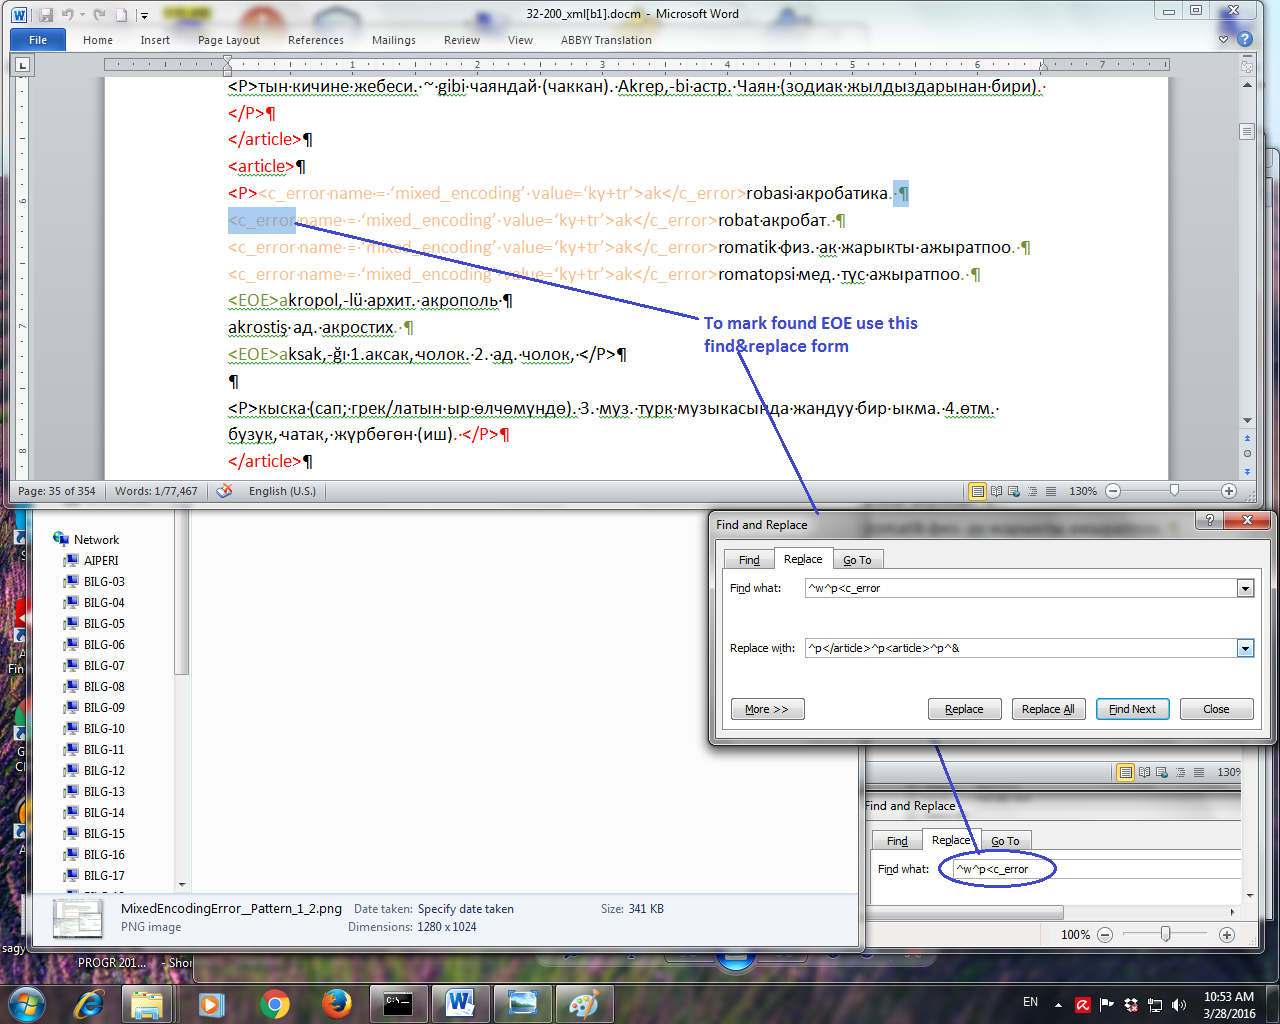 32-200_xml[b1].docm - Microsoft Word
File Home Insert Page Layout References Mailings Review View ABBYY Translation
1 2 3 4 5 6 7
<P>тын·кичине·жебеси.·~·gibi·чаяндай·(чаккан).·Akrep,-bi·астр.·Чаян·(зодиак·жылдыздарынан·бири).·
</P>¶
</article>¶
<article>¶
<P><c_error·name·=·‘mixed_encoding’·value=‘ky+tr’>ak</c_error>robasi·акробатика.·¶
<c_error·name·=·‘mixed_encoding’·value=‘ky+tr’>ak</c_error>robat·акробат.·¶
<c_error·name·=·‘mixed_encoding’·value=‘ky+tr’>ak</c_error>romatik·физ.·ак·жарыкты·ажыратпоо.·¶
<c_error·name·=·‘mixed_encoding’·value=‘ky+tr’>ak</c_error>romatopsi·мед.·түс·ажыратпоо.·¶
<EOE>akropol,-lü·архит.·акрополь·¶
akrostiş·ад.·акростих.·¶
<EOE>aksak,-ğı·1.аксак,·чолок.·2.·ад.·чолок,·</P>¶
¶
<P>кыска·(сап;·грек/латын·ыр·өлчөмүндө).·3.·муз.·түрк·музыкасында·жандуу·бир·ыкма.·4.өтм.·
бузук,·чатак,·жүрбөгөн·(иш).·</P>¶
</article>¶
To mark found EOE use this
find&replace form
Page: 35 of 354 Words: 1/77,467 English (U.S.) 130%
Network
AIPERI
BILG-03
BILG-04
BILG-05
BILG-06
BILG-07
BILG-08
BILG-09
BILG-10
BILG-11
BILG-12
BILG-13
BILG-14
BILG-15
BILG-16
BILG-17
Find and Replace
Find Replace Go To
Find what: ^w^p<c_error
Replace with: ^p</article>^p<article>^p^&
More >> Replace Replace All Find Next Close
130%
Find and Replace
Find Replace Go To
Find what: ^w^p<c_error
100%
MixedEncodingError__Pattern_1_2.png Date taken: Specify date taken Size: 341 KB
PNG image Dimensions: 1280 x 1024
PROGR 201... - Shor
EN 10:53 AM
3/28/2016